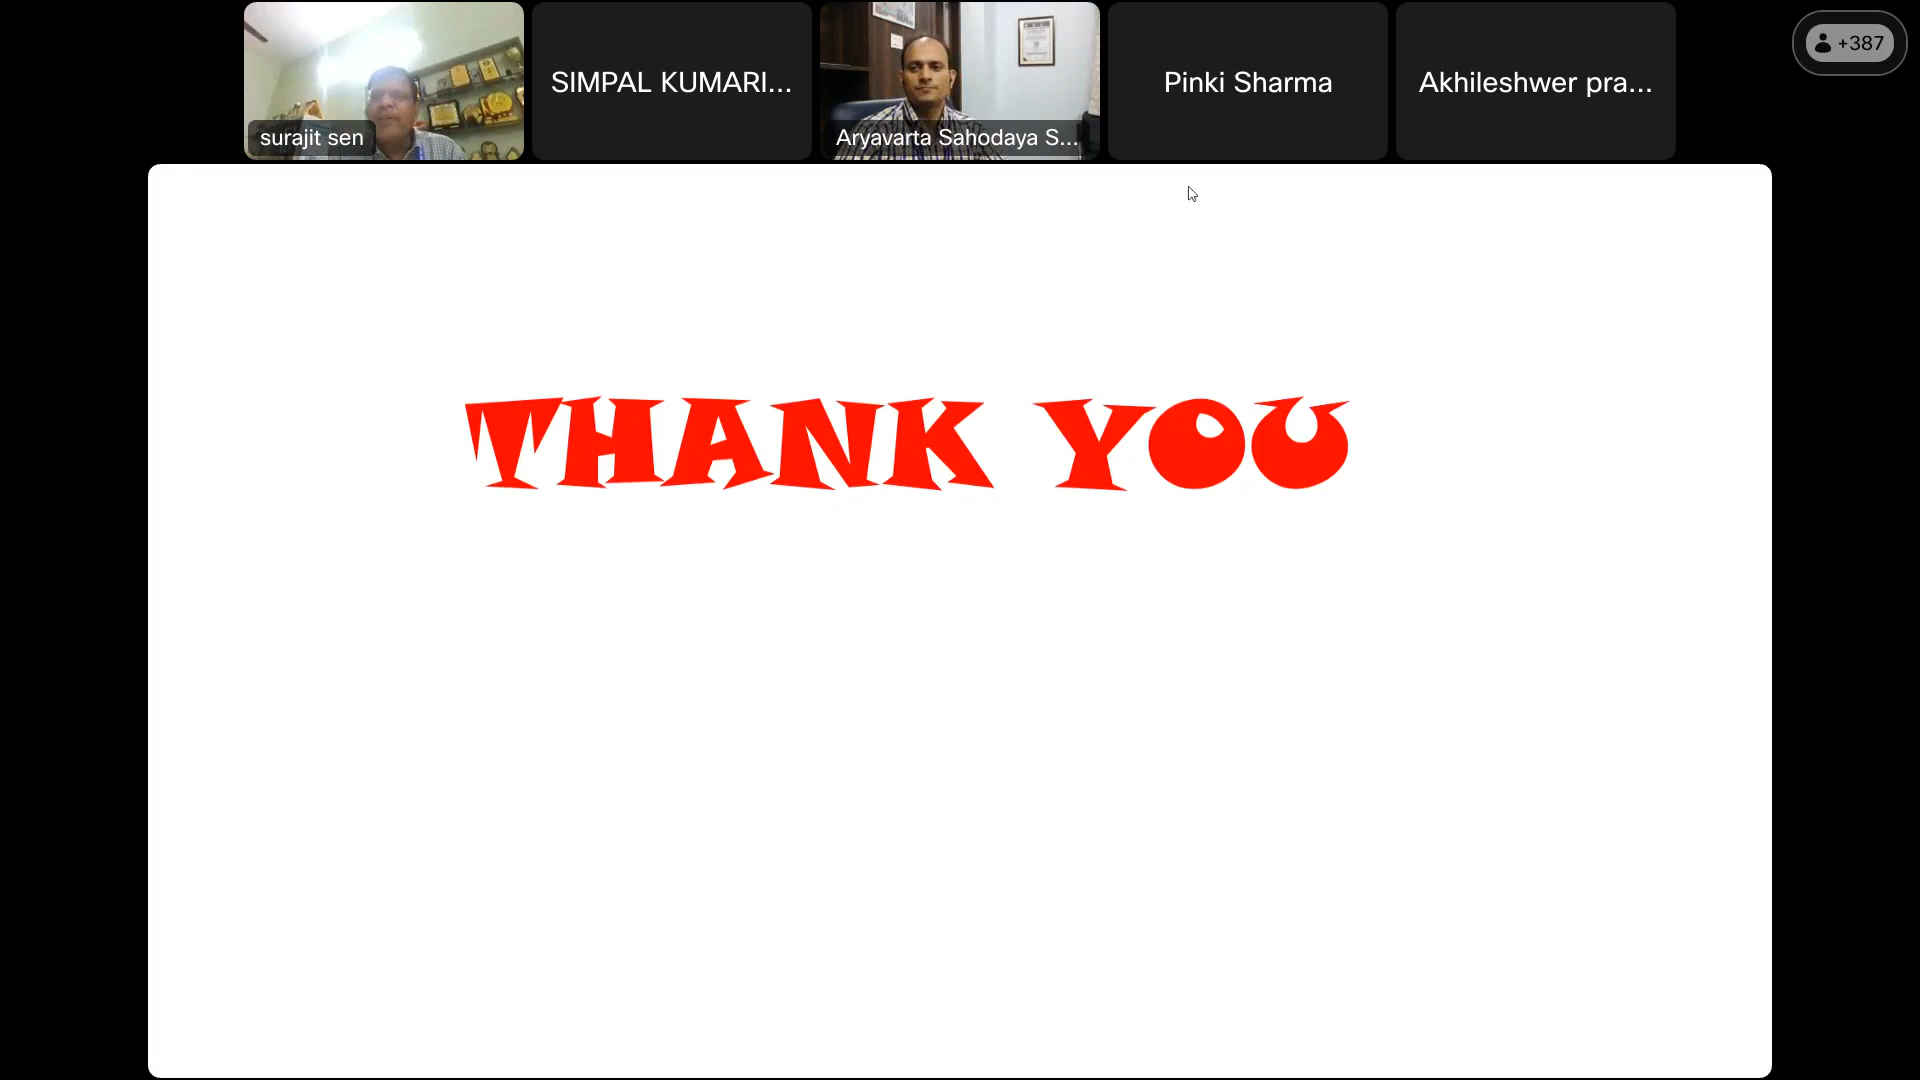 surajit sen
SIMPAL KUMARI...
Aryavarta Sahodaya S...
Pinki Sharma
Akhileshwer pra...
+387
THANK YOU